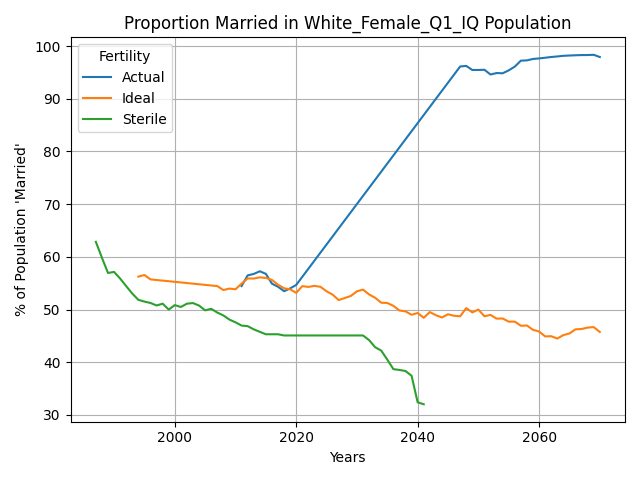 Proportion Married in White_Female_Q1_IQ Population
Fertility
Actual
Ideal
Sterile
% of Population 'Married'
100
90
80
70
60
50
40
30
2000
2020
2040
2060
Years